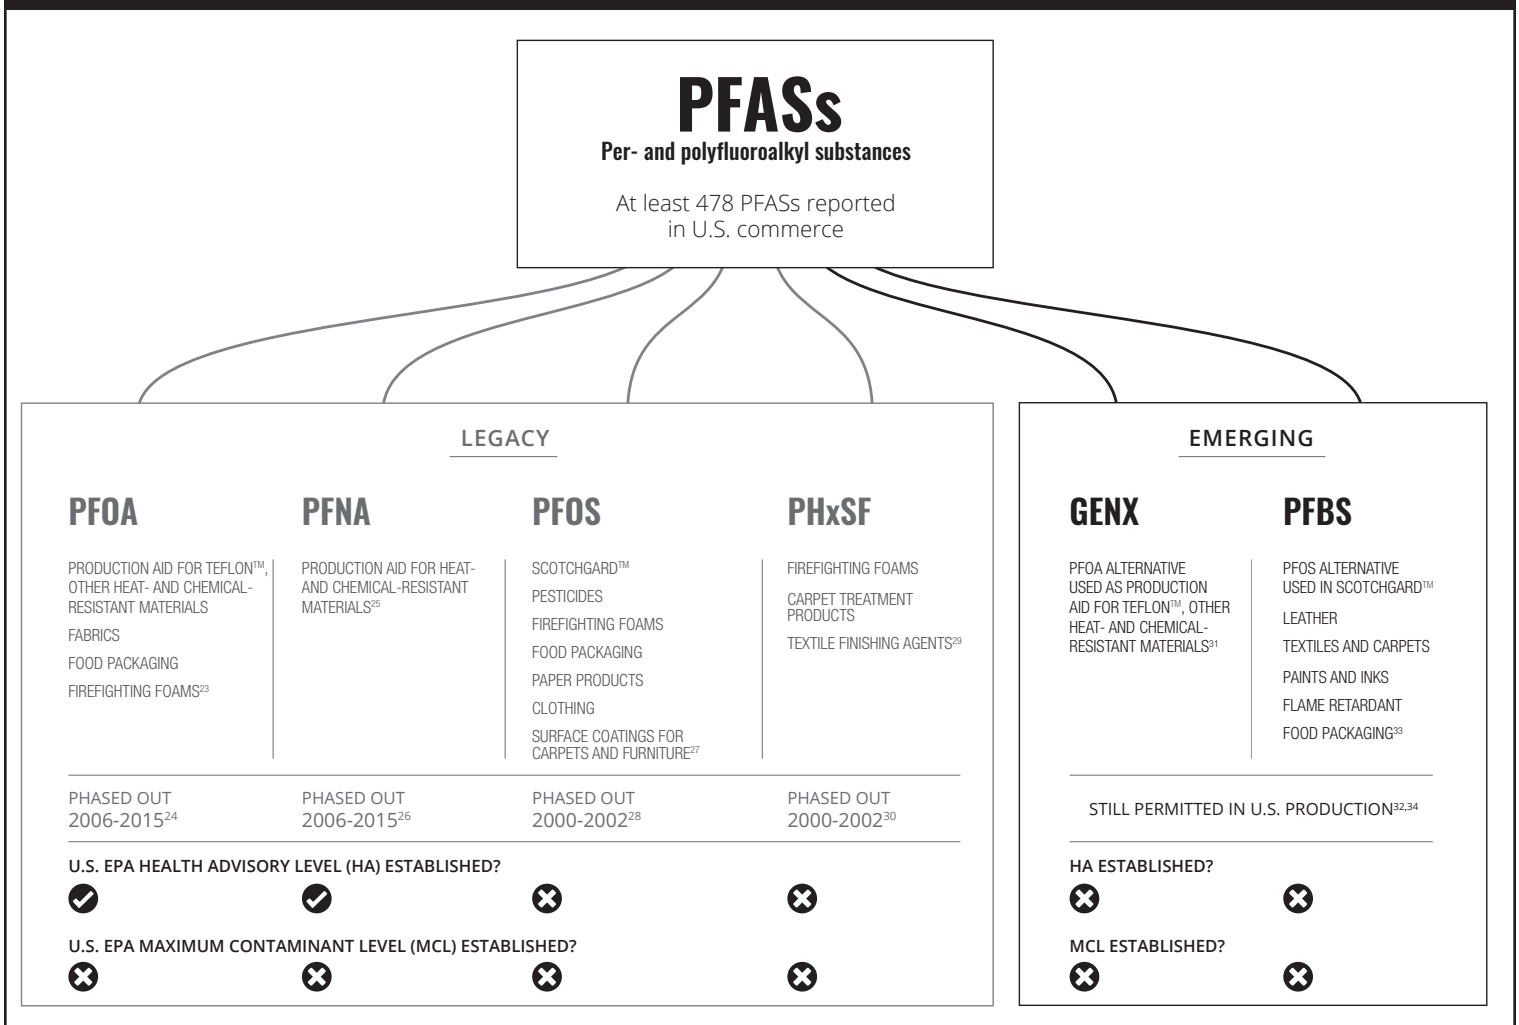 PFASs
Per- and polyfluoroalkyl substances
At least 478 PFASs reported
in U.S. commerce
LEGACY
PFOA
PRODUCTION AID FOR TEFLON™,
OTHER HEAT- AND CHEMICAL-
RESISTANT MATERIALS
FABRICS
FOOD PACKAGING
FIREFIGHTING FOAMS23
PFNA
PRODUCTION AID FOR HEAT-
AND CHEMICAL-RESISTANT
MATERIALS25
PFOS
SCOTCHGARD™
PESTICIDES
FIREFIGHTING FOAMS
FOOD PACKAGING
PAPER PRODUCTS
CLOTHING
SURFACE COATINGS FOR
CARPETS AND FURNITURE27
PHxSF
FIREFIGHTING FOAMS
CARPET TREATMENT
PRODUCTS
TEXTILE FINISHING AGENTS29
PHASED OUT
2006-201524
PHASED OUT
2006-201526
PHASED OUT
2000-200228
PHASED OUT
2000-200230
U.S. EPA HEALTH ADVISORY LEVEL (HA) ESTABLISHED?
U.S. EPA MAXIMUM CONTAMINANT LEVEL (MCL) ESTABLISHED?
EMERGING
GENX
PFOA ALTERNATIVE
USED AS PRODUCTION
AID FOR TEFLON™, OTHER
HEAT- AND CHEMICAL-
RESISTANT MATERIALS31
PFBS
PFOS ALTERNATIVE
USED IN SCOTCHGARD™
LEATHER
TEXTILES AND CARPETS
PAINTS AND INKS
FLAME RETARDANT
FOOD PACKAGING33
STILL PERMITTED IN U.S. PRODUCTION32,34
HA ESTABLISHED?
MCL ESTABLISHED?